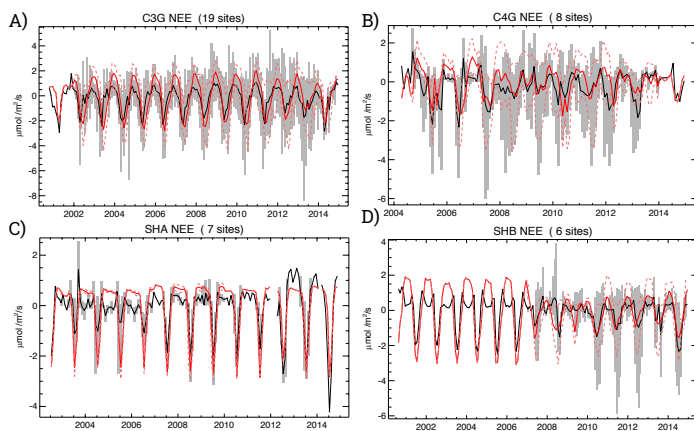 A) C3G NEE (19 sites)
μmol /m²/s
4
2
0
-2
-4
-6
-8
2002 2004 2006 2008 2010 2012 2014
B) C4G NEE ( 8 sites)
μmol /m²/s
2
0
-2
-4
-6
2004 2006 2008 2010 2012 2014
C) SHA NEE ( 7 sites)
μmol /m²/s
2
0
-2
-4
2004 2006 2008 2010 2012 2014
D) SHB NEE ( 6 sites)
μmol /m²/s
4
2
0
-2
-4
-6
2002 2004 2006 2008 2010 2012 2014